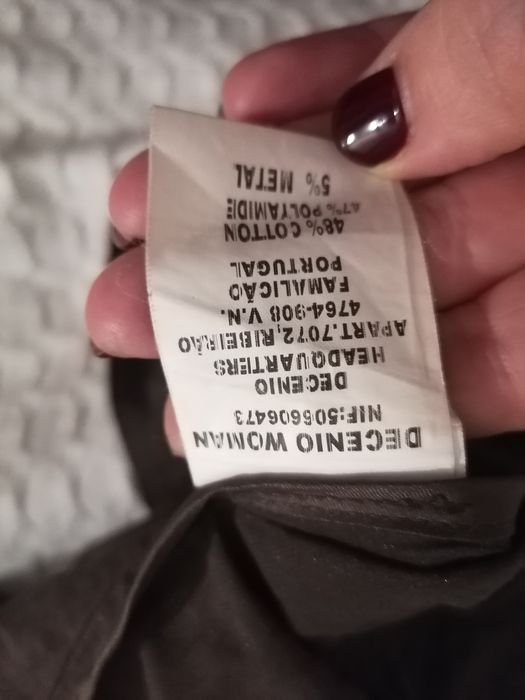 DECENIO WOMAN
NIF:506606473
DECENIO
HEADQUARTERS
APART.7072,RIBEIRÃO
4764-908 V.N.
FAMALICÃO
PORTUGAL
48% COTTON
47% POLYAMIDE
5% METAL